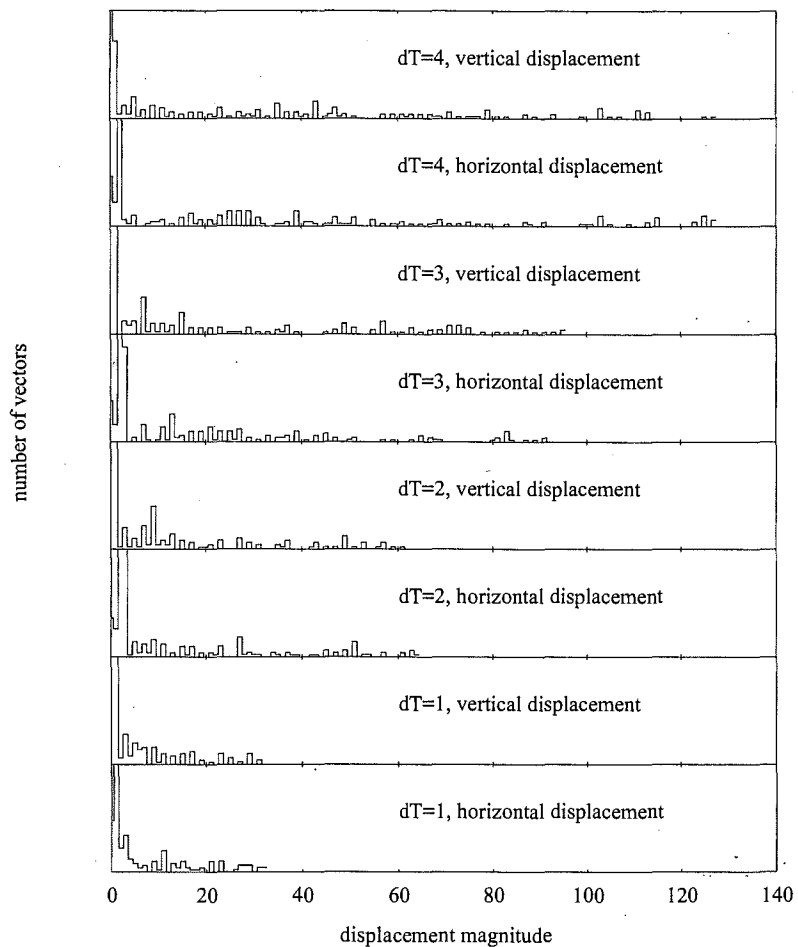 dT=4, vertical displacement
dT=4, horizontal displacement
dT=3, vertical displacement
dT=3, horizontal displacement
number of vectors
dT=2, vertical displacement
dT=2, horizontal displacement
dT=1, vertical displacement
dT=1, horizontal displacement
0 20 40 60 80 100 120 140
displacement magnitude